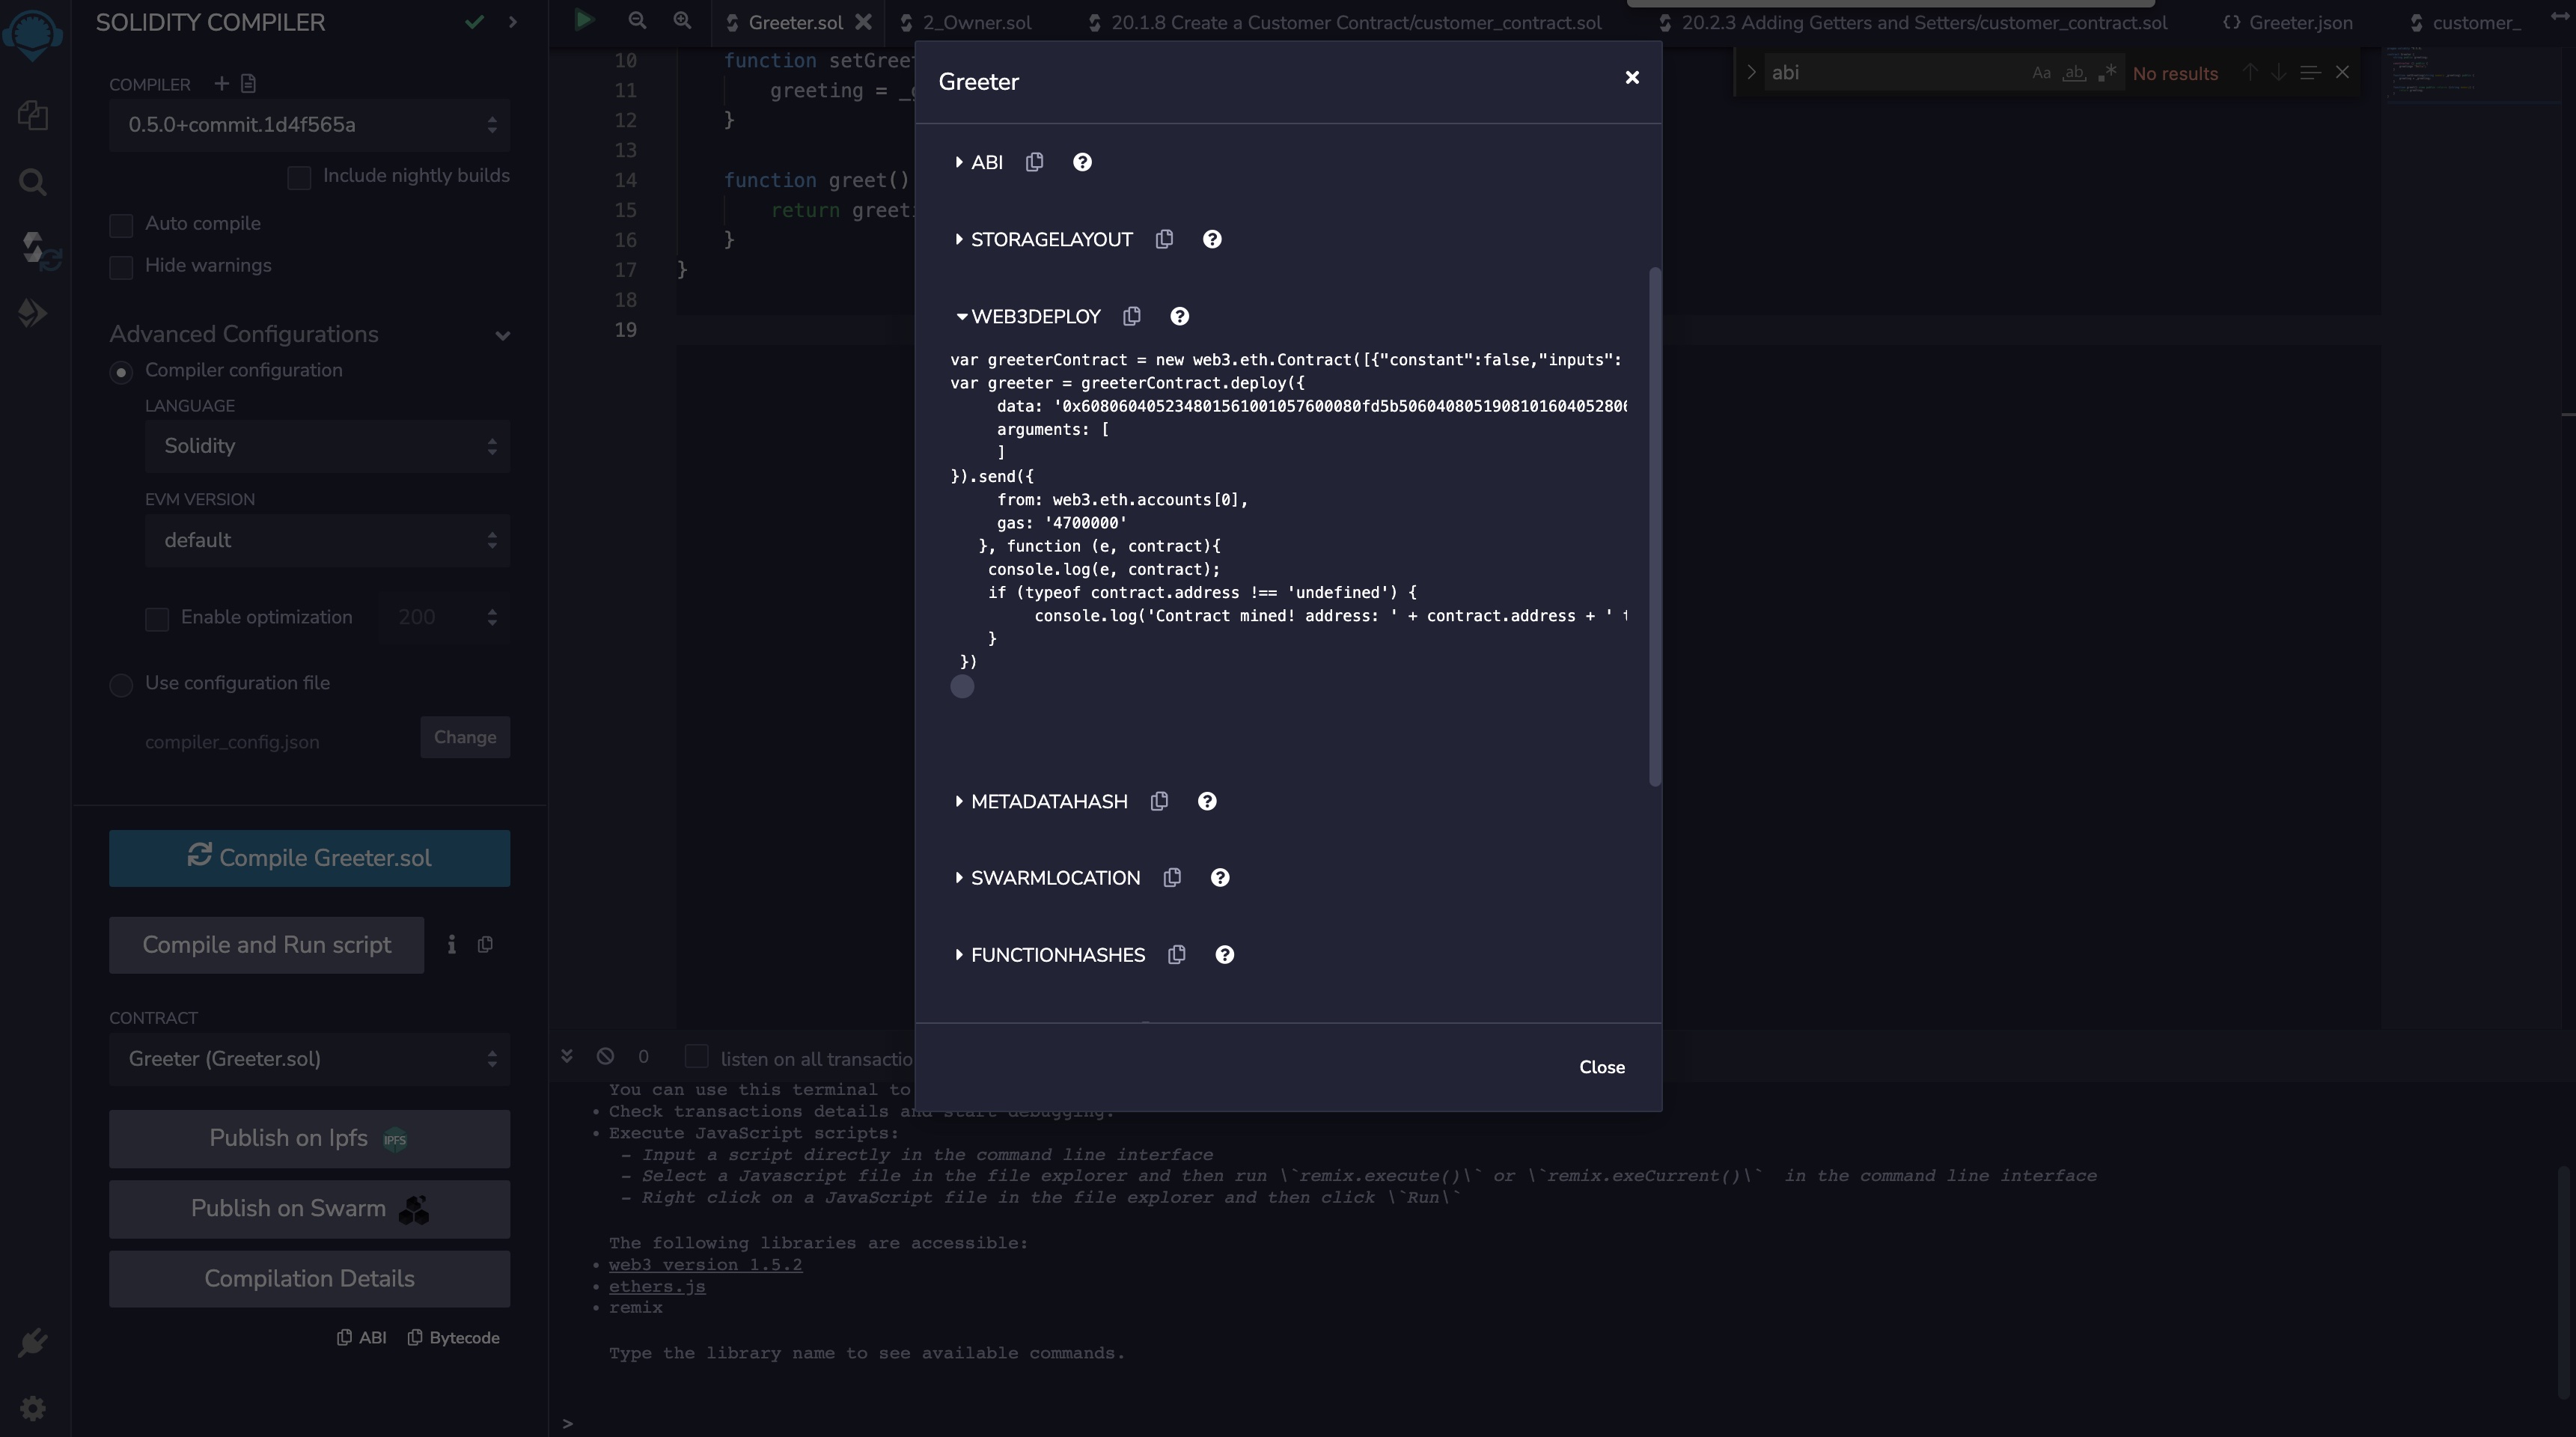 SOLIDITY COMPILER
COMPILER
0.5.0+commit.1d4f565a
Include nightly builds
Auto compile
Hide warnings
Advanced Configurations
Compiler configuration
LANGUAGE
Solidity
EVM VERSION
default
Enable optimization
200
Use configuration file
compiler_config.json
Change
Compile Greeter.sol
Compile and Run script
CONTRACT
Greeter (Greeter.sol)
Publish on Ipfs
IPFS
Publish on Swarm
Compilation Details
ABI
Bytecode
Greeter.sol
2_Owner.sol
20.1.8 Create a Customer Contract/customer_contract.sol
20.2.3 Adding Getters and Setters/customer_contract.sol
Greeter.json
customer_
10 function setGreet
11 greeting = _
12 }
13
14 function greet()
15 return greeti
16 }
17 }
18
19
abi
Aa
ab
No results
Greeter
ABI
STORAGELAYOUT
WEB3DEPLOY
var greeterContract = new web3.eth.Contract([{"constant":false,"inputs":
var greeter = greeterContract.deploy({
data: '0x608060405234801561001057600080fd5b5060408051908101604052806
arguments: [
]
}).send({
from: web3.eth.accounts[0],
gas: '4700000'
}, function (e, contract){
console.log(e, contract);
if (typeof contract.address !== 'undefined') {
console.log('Contract mined! address: ' + contract.address + ' t
}
})
METADATAHASH
SWARMLOCATION
FUNCTIONHASHES
Close
0
listen on all transactio
You can use this terminal to
• Check transactions details and start debugging.
• Execute JavaScript scripts:
- Input a script directly in the command line interface
- Select a Javascript file in the file explorer and then run \`remix.execute()\` or \`remix.exeCurrent()\` in the command line interface
- Right click on a JavaScript file in the file explorer and then click \`Run\`
The following libraries are accessible:
• web3 version 1.5.2
• ethers.js
• remix
Type the library name to see available commands.
>